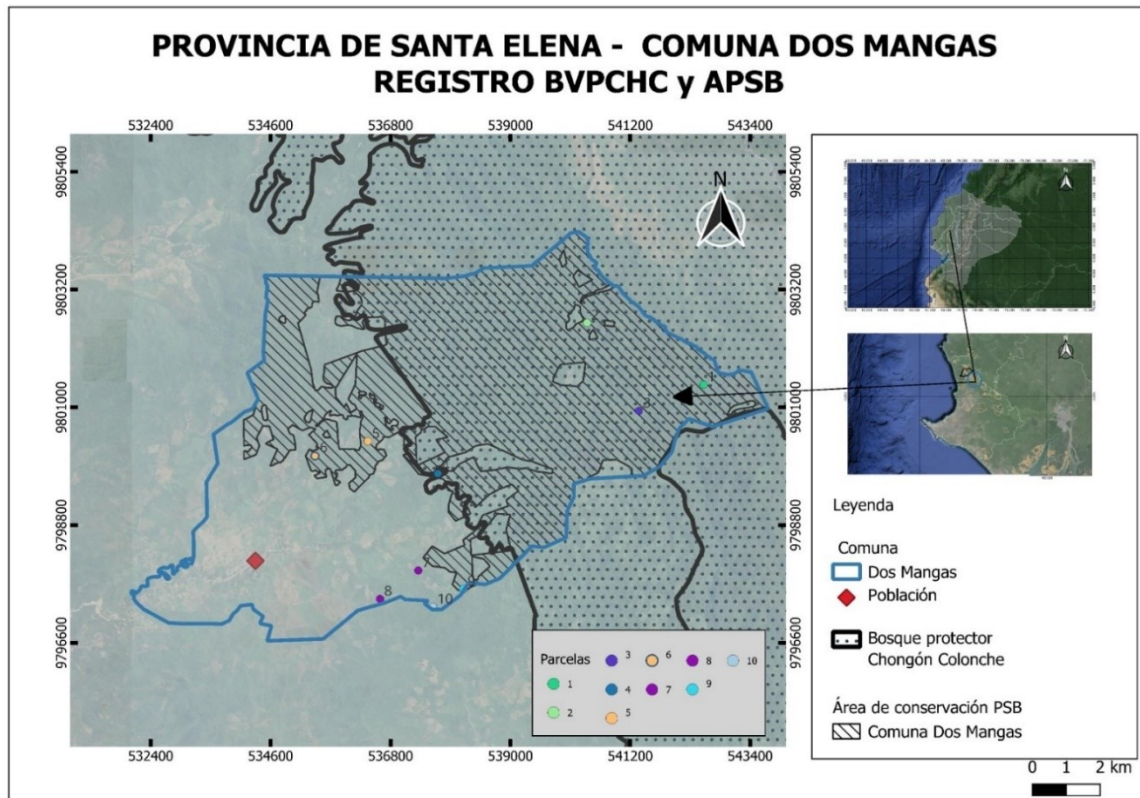 PROVINCIA DE SANTA ELENA - COMUNA DOS MANGAS
REGISTRO BVPCHC y APSB
532400 534600 536800 539000 541200 543400
9805400 9805400
9803200 9803200
9801000 9801000
9798800 9798800
9796600 9796600
N
1
3
5
8
10
Parcelas
1
2
3
4
5
6
7
8
9
10
532400 534600 536800 539000 541200 543400
N
N
Leyenda
Comuna
Dos Mangas
Población
Bosque protector
Chongón Colonche
Área de conservación PSB
Comuna Dos Mangas
0 1 2 km